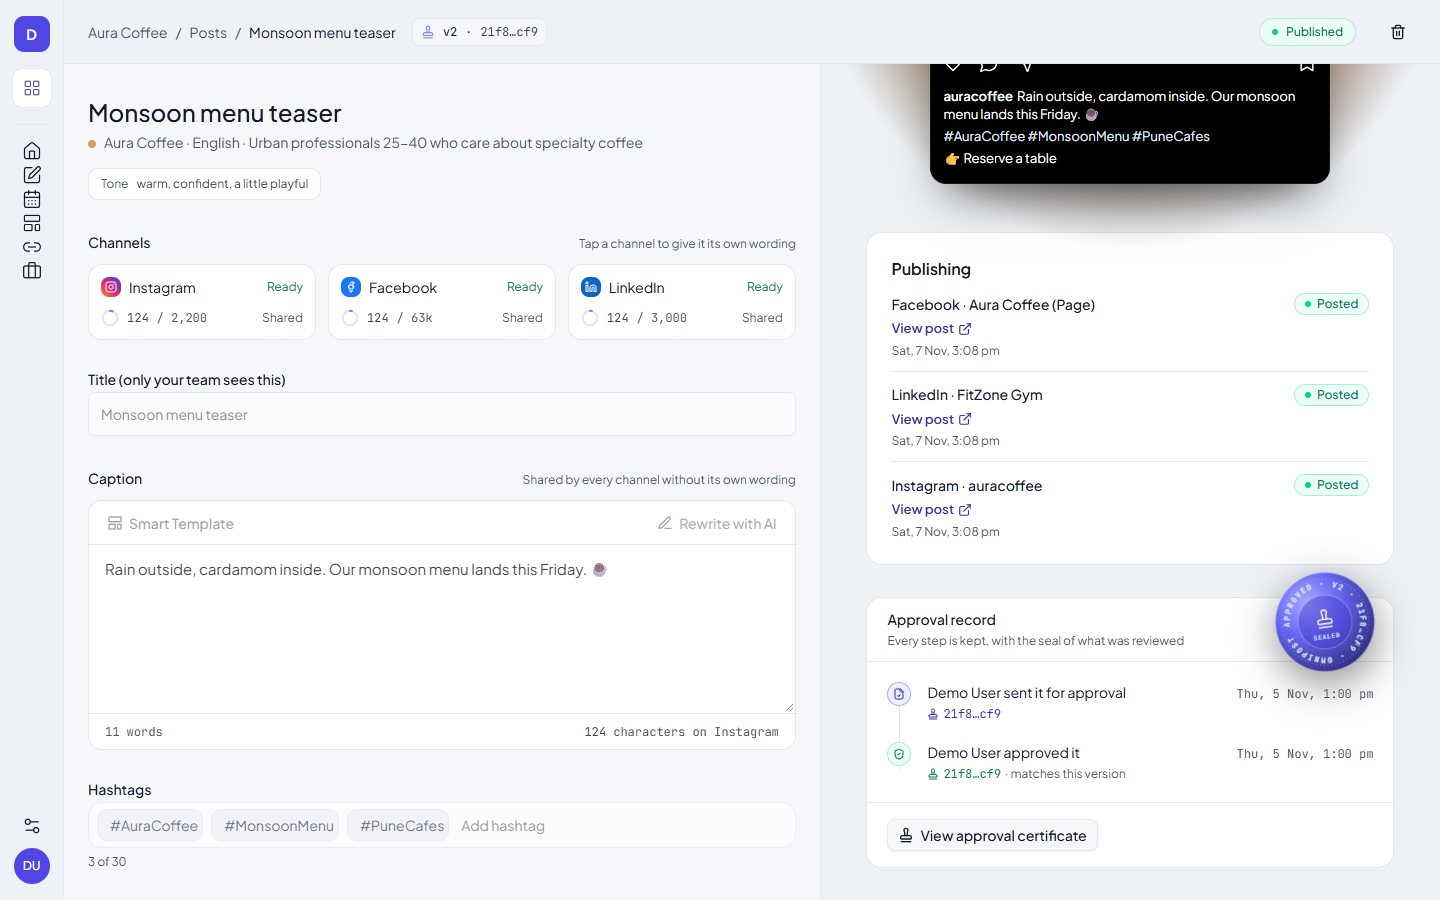 D
Aura Coffee / Posts / Monsoon menu teaser
v2 · 21f8…cf9
Published
Monsoon menu teaser
Aura Coffee · English · Urban professionals 25–40 who care about specialty coffee
Tone warm, confident, a little playful
Channels
Tap a channel to give it its own wording
Instagram Ready
124 / 2,200 Shared
Facebook Ready
124 / 63k Shared
LinkedIn Ready
124 / 3,000 Shared
Title (only your team sees this)
Monsoon menu teaser
Caption
Shared by every channel without its own wording
Smart Template
Rewrite with AI
Rain outside, cardamom inside. Our monsoon menu lands this Friday.
11 words
124 characters on Instagram
Hashtags
#AuraCoffee #MonsoonMenu #PuneCafes Add hashtag
3 of 30
DU
auracoffee Rain outside, cardamom inside. Our monsoon
menu lands this Friday.
#AuraCoffee #MonsoonMenu #PuneCafes
👉 Reserve a table
Publishing
Facebook · Aura Coffee (Page)
Posted
View post
Sat, 7 Nov, 3:08 pm
LinkedIn · FitZone Gym
Posted
View post
Sat, 7 Nov, 3:08 pm
Instagram · auracoffee
Posted
View post
Sat, 7 Nov, 3:08 pm
Approval record
Every step is kept, with the seal of what was reviewed
OMNIPOST APPROVED · V2 · 21F8–CF9 ·
SEALED
Demo User sent it for approval
Thu, 5 Nov, 1:00 pm
21f8…cf9
Demo User approved it
Thu, 5 Nov, 1:00 pm
21f8…cf9 · matches this version
View approval certificate